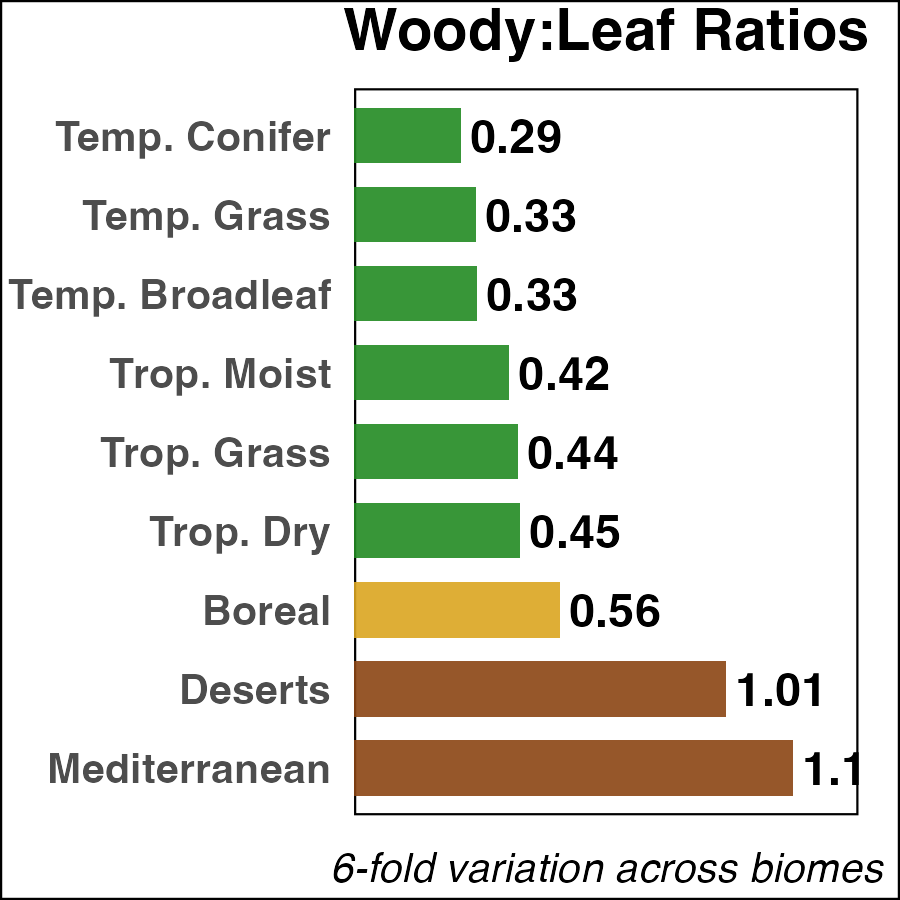 Woody:Leaf Ratios
Temp. Conifer 0.29
Temp. Grass 0.33
Temp. Broadleaf 0.33
Trop. Moist 0.42
Trop. Grass 0.44
Trop. Dry 0.45
Boreal 0.56
Deserts 1.01
Mediterranean 1.1
6-fold variation across biomes